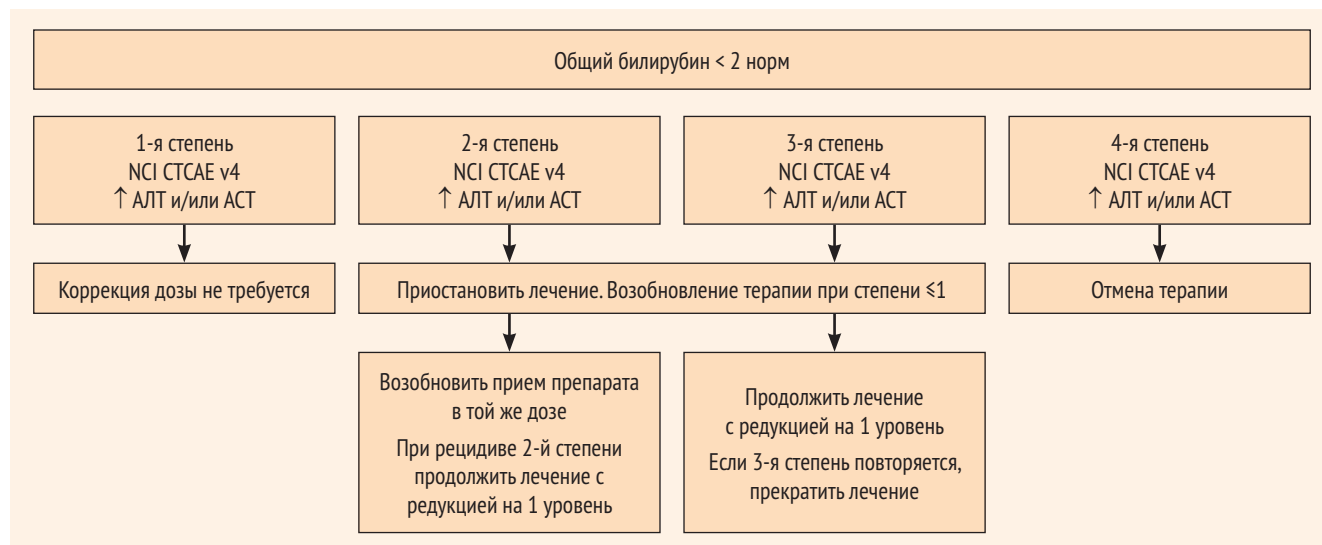 Общий билирубин < 2 норм
1-я степень
NCI CTCAE v4
↑ АЛТ и/или АСТ
2-я степень
NCI CTCAE v4
↑ АЛТ и/или АСТ
3-я степень
NCI CTCAE v4
↑ АЛТ и/или АСТ
4-я степень
NCI CTCAE v4
↑ АЛТ и/или АСТ
Коррекция дозы не требуется
Приостановить лечение. Возобновление терапии при степени ≤1
Отмена терапии
Возобновить прием препарата
в той же дозе
При рецидиве 2-й степени
продолжить лечение с
редукцией на 1 уровень
Продолжить лечение
с редукцией на 1 уровень
Если 3-я степень повторяется,
прекратить лечение